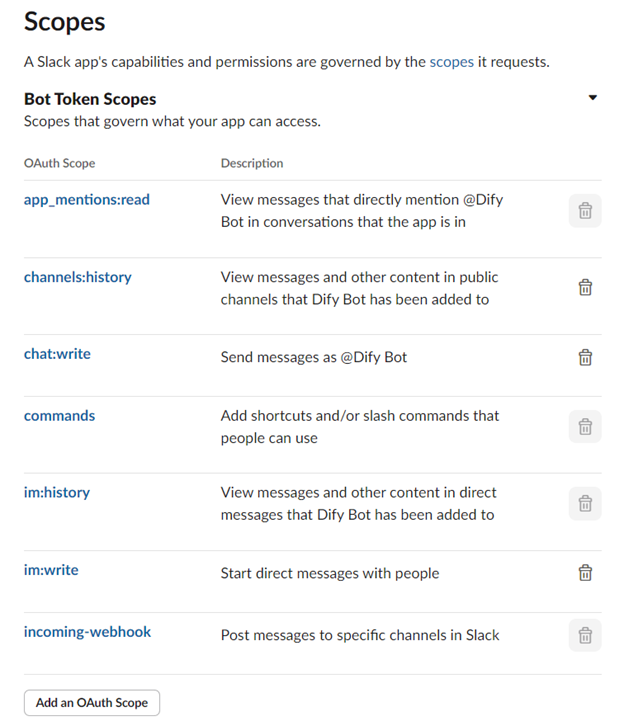 Scopes
A Slack app's capabilities and permissions are governed by the scopes it requests.
Bot Token Scopes
Scopes that govern what your app can access.
OAuth Scope Description
app_mentions:read View messages that directly mention @Dify
Bot in conversations that the app is in
channels:history View messages and other content in public
channels that Dify Bot has been added to
chat:write Send messages as @Dify Bot
commands Add shortcuts and/or slash commands that
people can use
im:history View messages and other content in direct
messages that Dify Bot has been added to
im:write Start direct messages with people
incoming-webhook Post messages to specific channels in Slack
Add an OAuth Scope